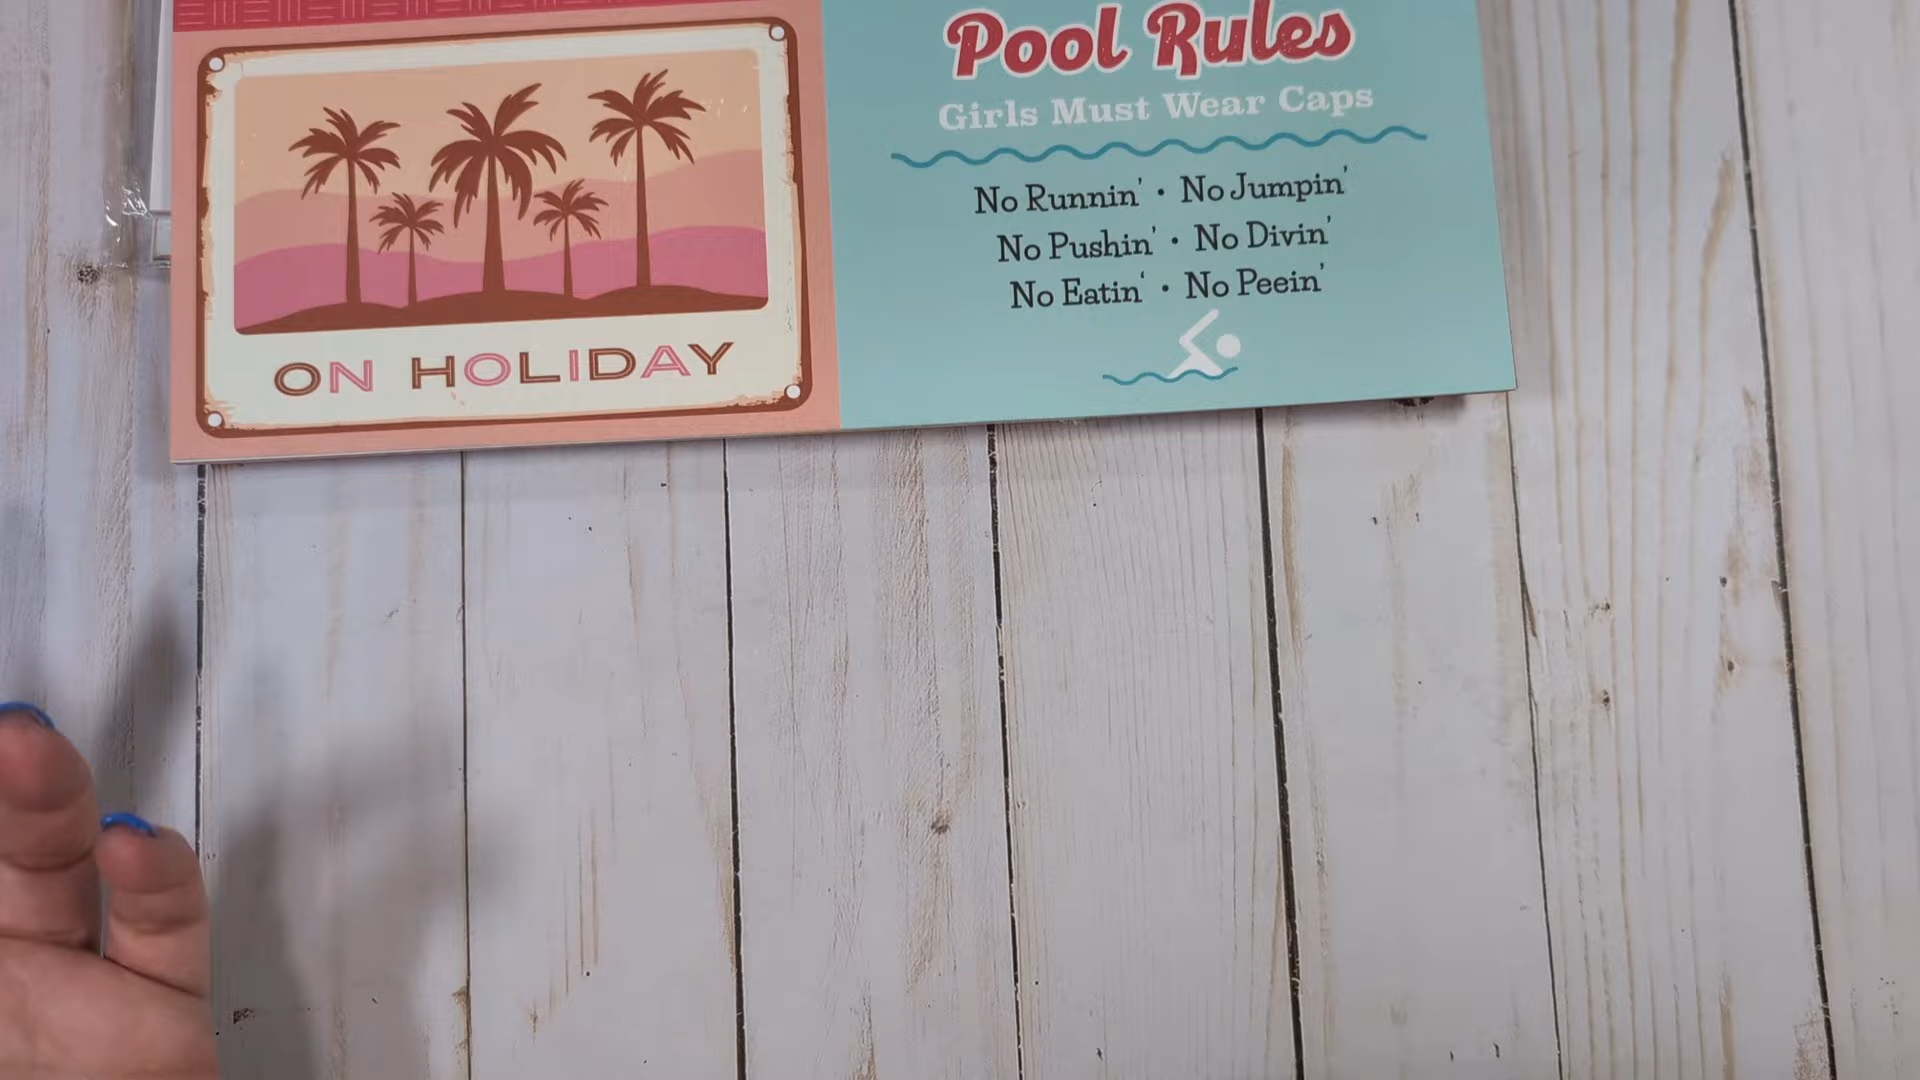 ON HOLIDAY
Pool Rules
Girls Must Wear Caps
No Runnin' • No Jumpin'
No Pushin' • No Divin'
No Eatin‘ • No Peein'